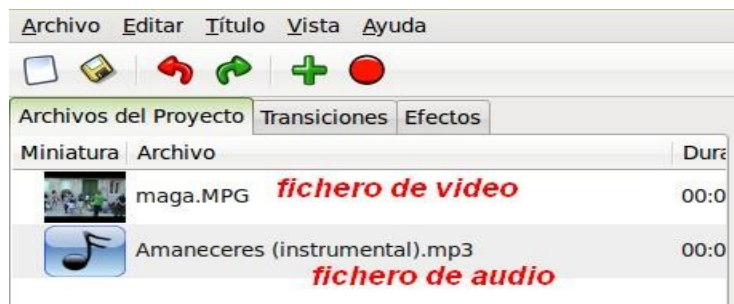 Archivo Editar Título Vista Ayuda
Archivos del Proyecto Transiciones Efectos
Miniatura Archivo Dura
maga.MPG fichero de video 00:0
Amaneceres (instrumental).mp3 00:0
fichero de audio